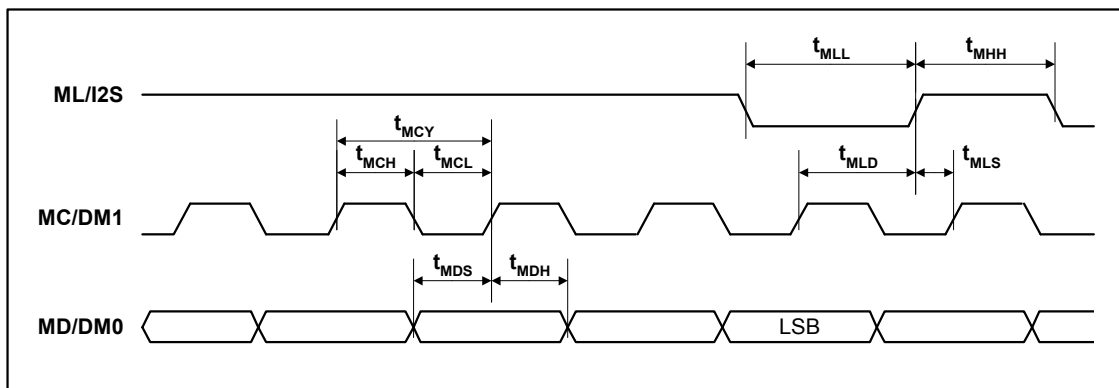 tMLL
tMHH
ML/I2S
tMCY
tMCH
tMCL
tMLD
tMLS
MC/DM1
tMDS
tMDH
MD/DM0
LSB